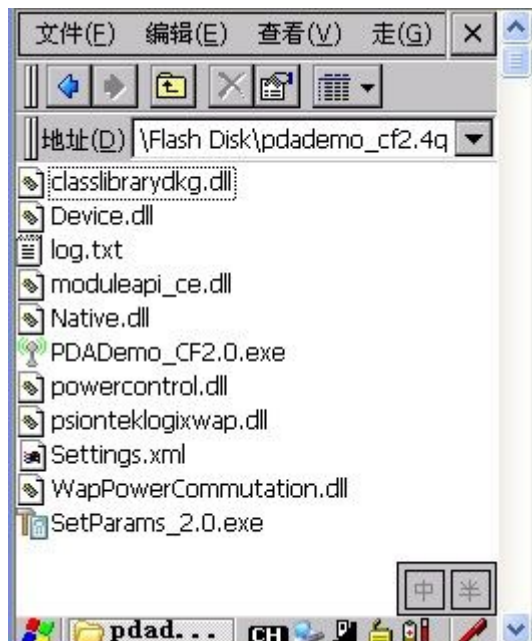 文件(F) 编辑(E) 查看(V) 走(G)
地址(D) \Flash Disk\pdademo_cf2.4q
classlibrarydkg.dll
Device.dll
log.txt
moduleapi_ce.dll
Native.dll
PDADemo_CF2.0.exe
powercontrol.dll
psionteklogixwap.dll
Settings.xml
WapPowerCommutation.dll
SetParams_2.0.exe
中 半
pdad... CH